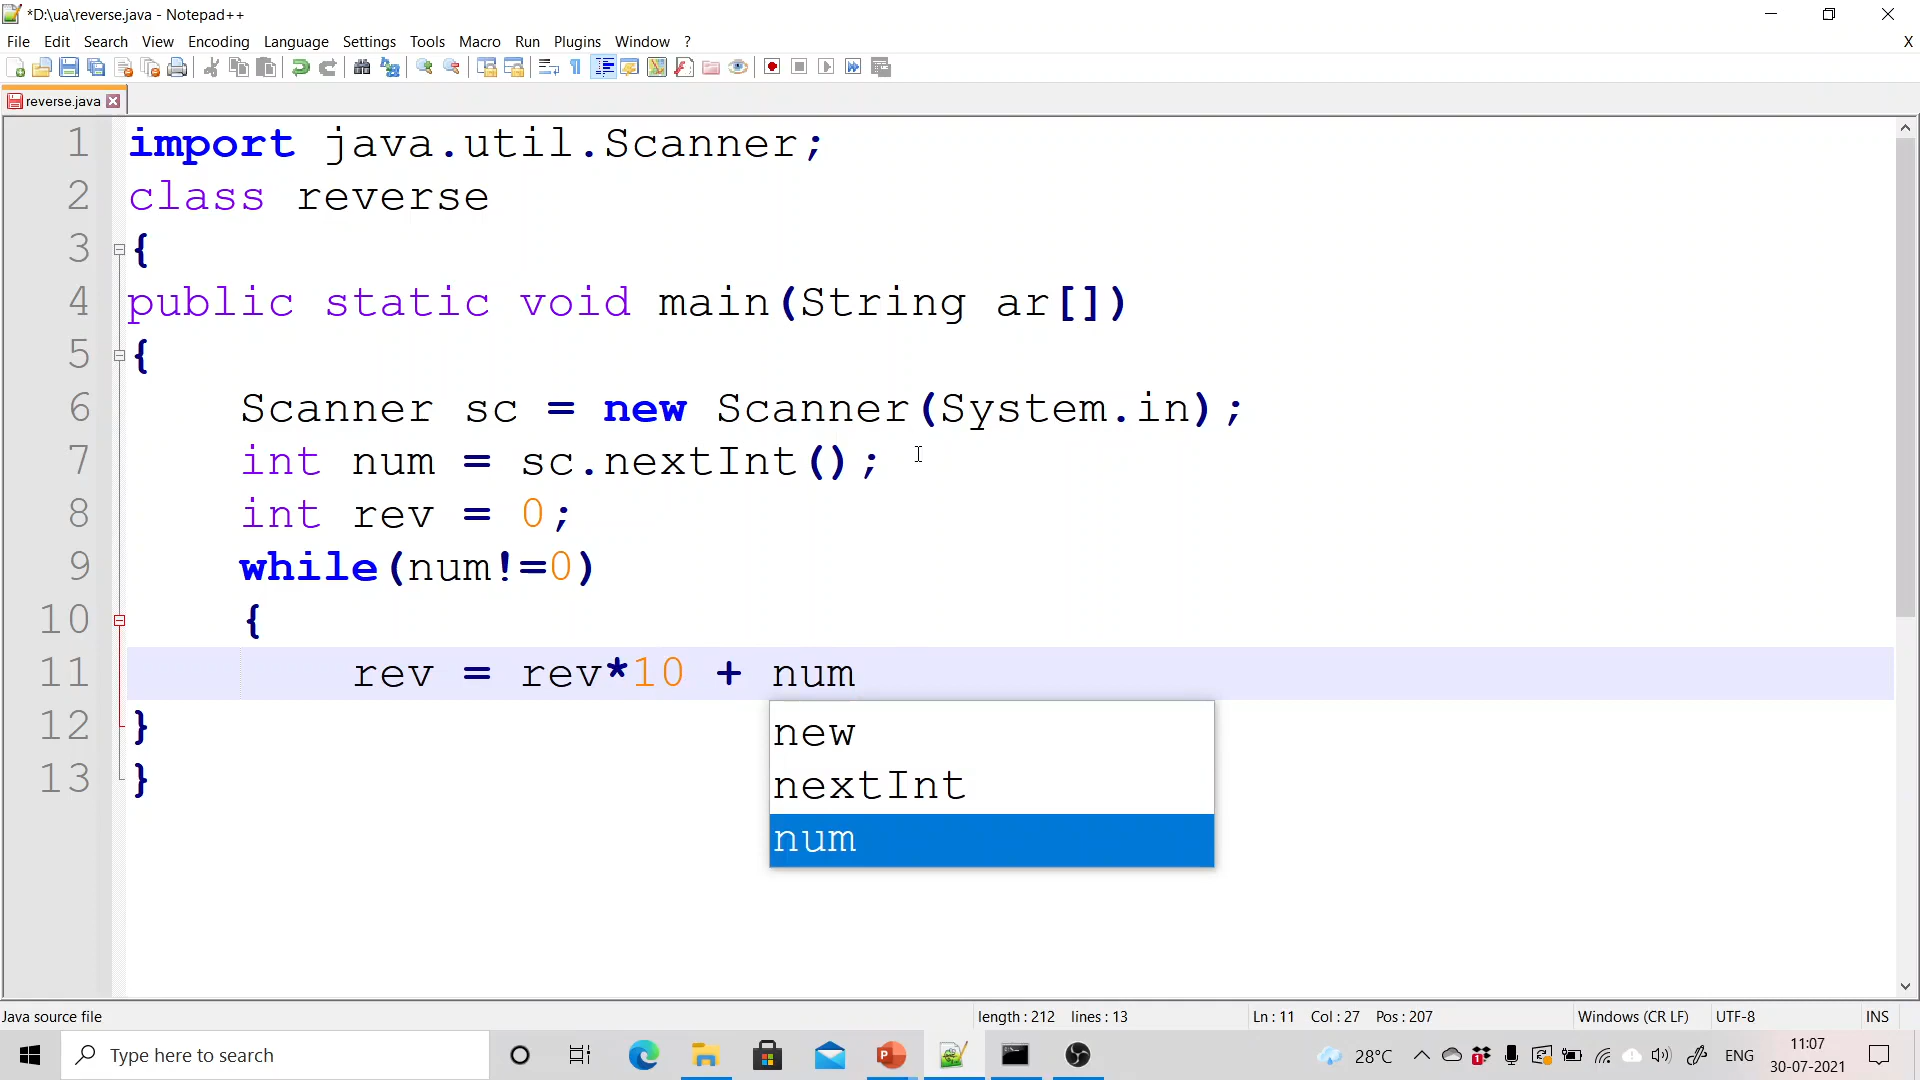 *D:\ua\reverse.java - Notepad++
File Edit Search View Encoding Language Settings Tools Macro Run Plugins Window ? X
reverse.java
1 import java.util.Scanner;
2 class reverse
3 {
4 public static void main(String ar[])
5 {
6 Scanner sc = new Scanner(System.in);
7 int num = sc.nextInt();
8 int rev = 0;
9 while(num!=0)
10 {
11 rev = rev*10 + num
12 }
13 }
new
nextInt
num
Java source file length : 212 lines : 13 Ln : 11 Col : 27 Pos : 207 Windows (CR LF) UTF-8 INS
Type here to search 28°C ENG 11:07
30-07-2021